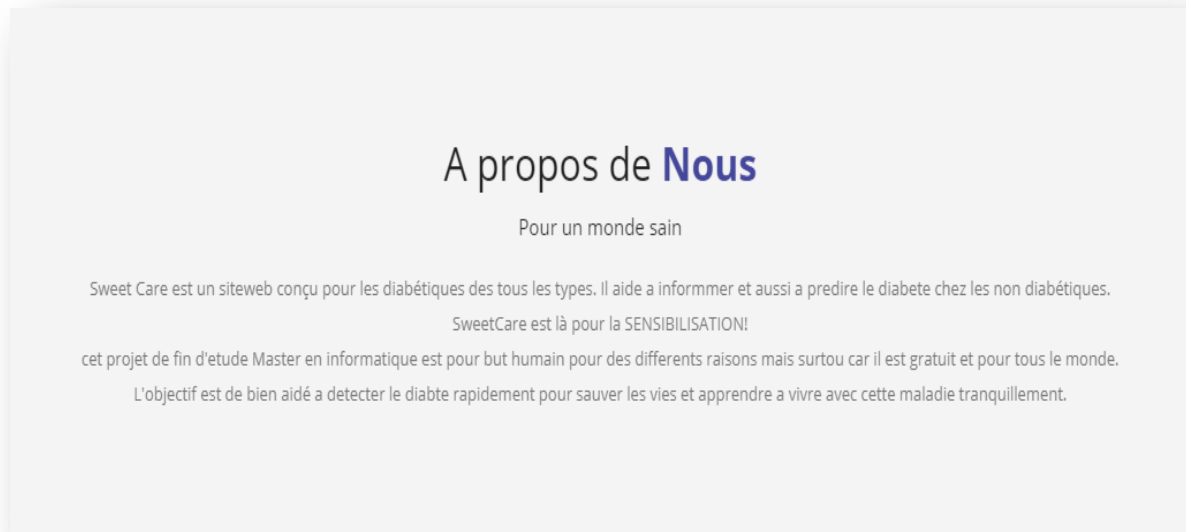 A propos de Nous
Pour un monde sain
Sweet Care est un siteweb conçu pour les diabétiques des tous les types. Il aide a informmer et aussi a predire le diabete chez les non diabétiques.
SweetCare est là pour la SENSIBILISATION!
cet projet de fin d'etude Master en informatique est pour but humain pour des differents raisons mais surtou car il est gratuit et pour tous le monde.
L'objectif est de bien aidé a detecter le diabte rapidement pour sauver les vies et apprendre a vivre avec cette maladie tranquillement.